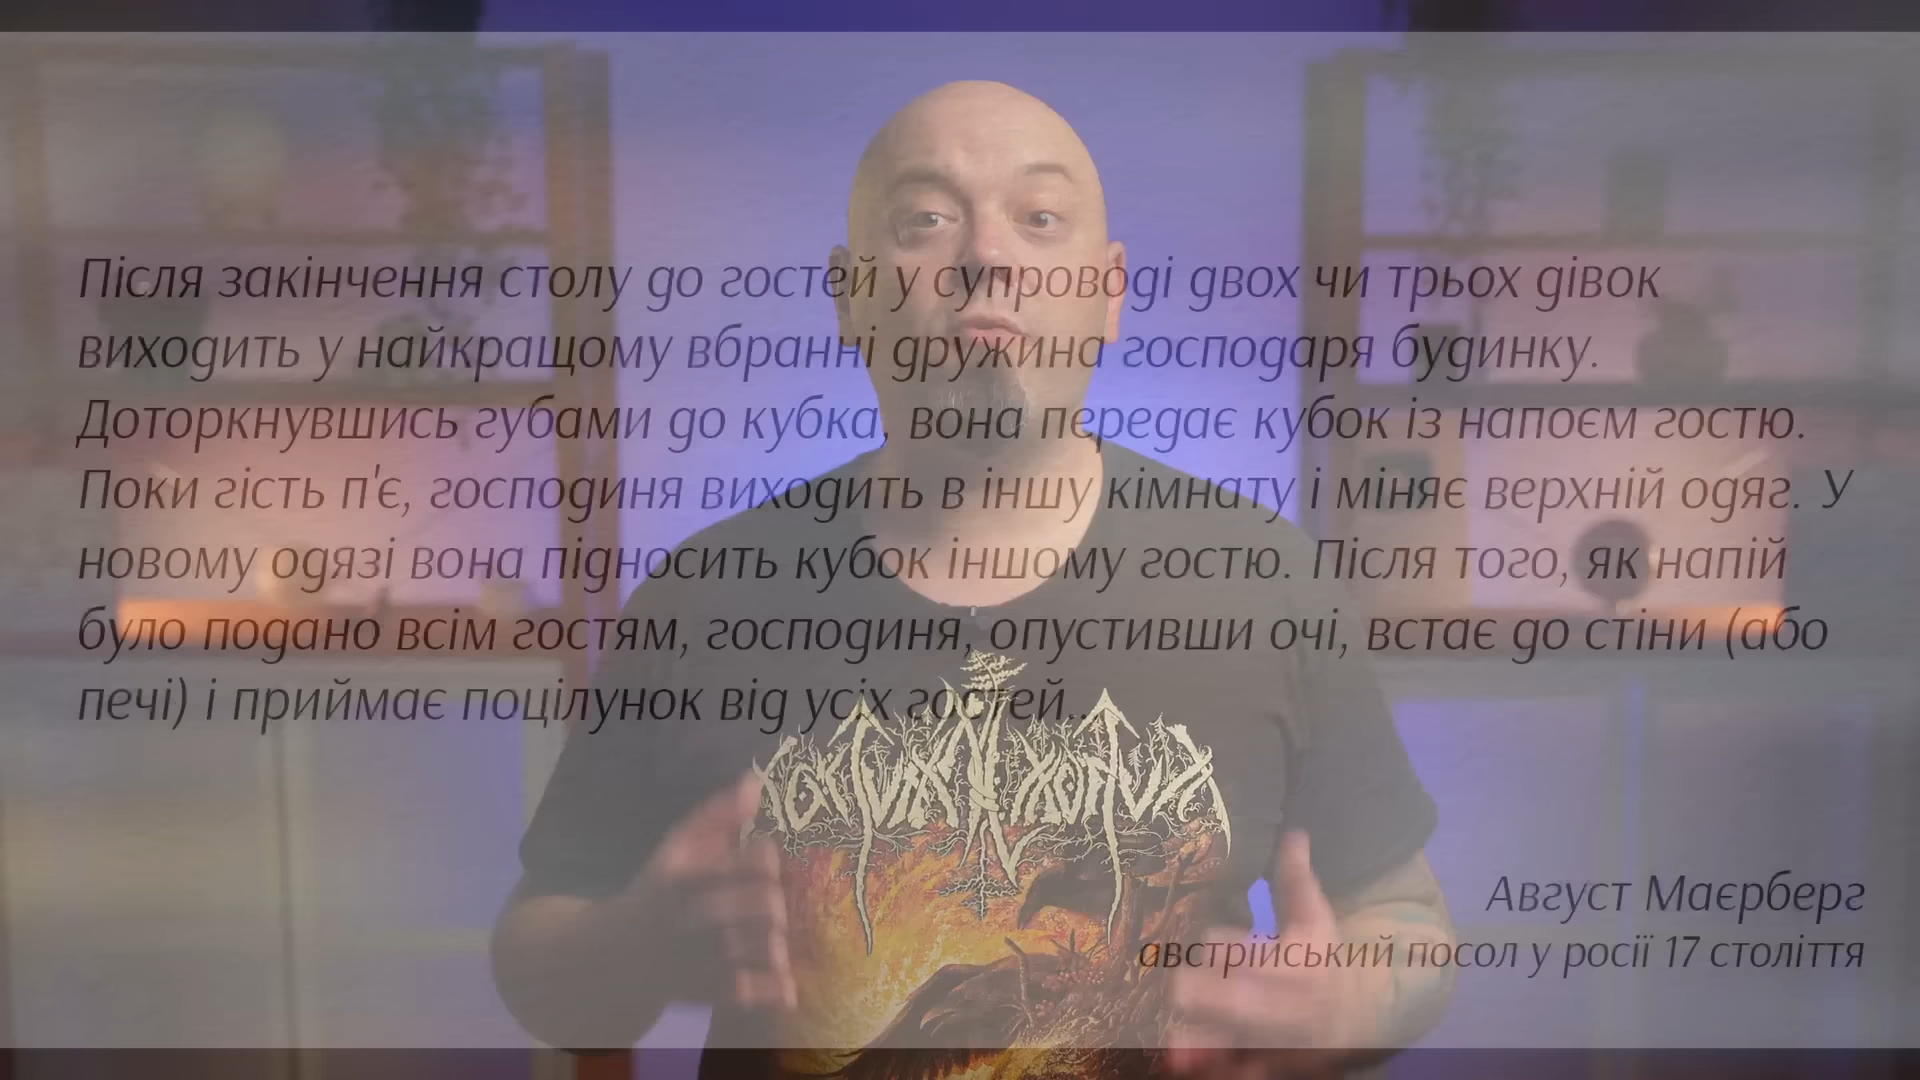 Після закінчення столу до гостей у супроводі двох чи трьох дівок
виходить у найкращому вбранні дружина господаря будинку.
Доторкнувшись губами до кубка, вона передає кубок із напоєм гостю.
Поки гість п'є, господиня виходить в іншу кімнату і міняє верхній одяг. У
новому одязі вона підносить кубок іншому гостю. Після того, як напій
було подано всім гостям, господиня, опустивши очі, встає до стіни (або
печі) і приймає поцілунок від усіх гостей...
Август Маєрберг
австрійський посол у росії 17 століття